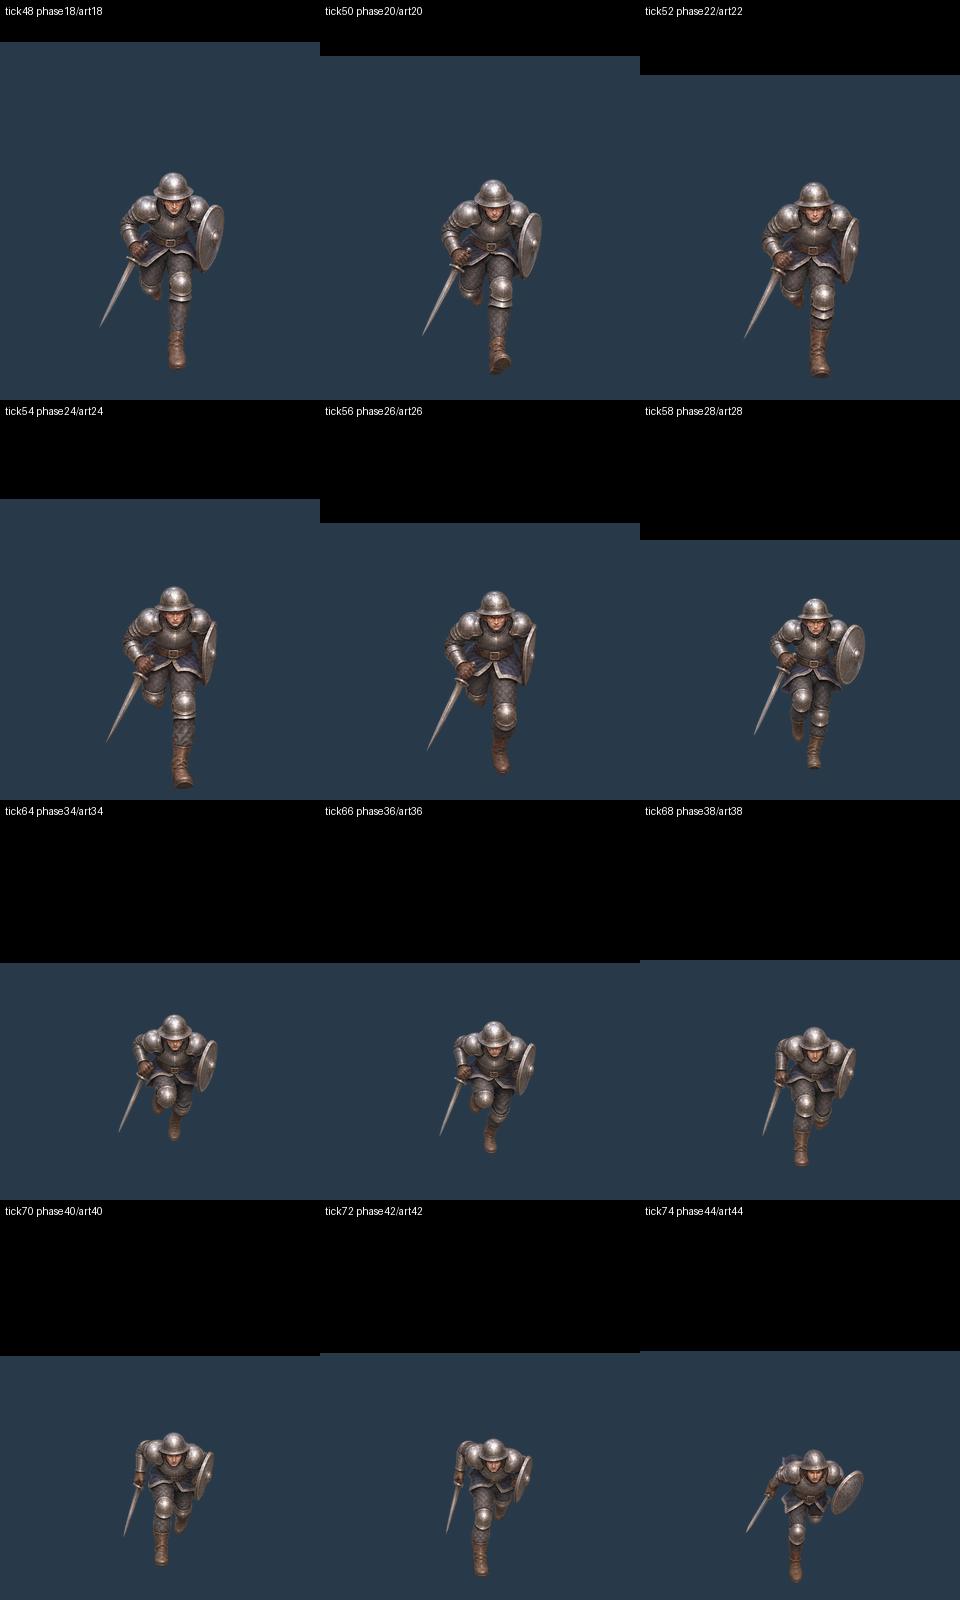 tick48 phase18/art18
tick50 phase20/art20
tick52 phase22/art22
tick54 phase24/art24
tick56 phase26/art26
tick58 phase28/art28
tick64 phase34/art34
tick66 phase36/art36
tick68 phase38/art38
tick70 phase40/art40
tick72 phase42/art42
tick74 phase44/art44